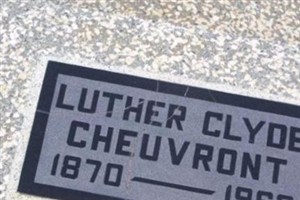 LUTHER CLYDE
CHEUVRONT
1870 ——